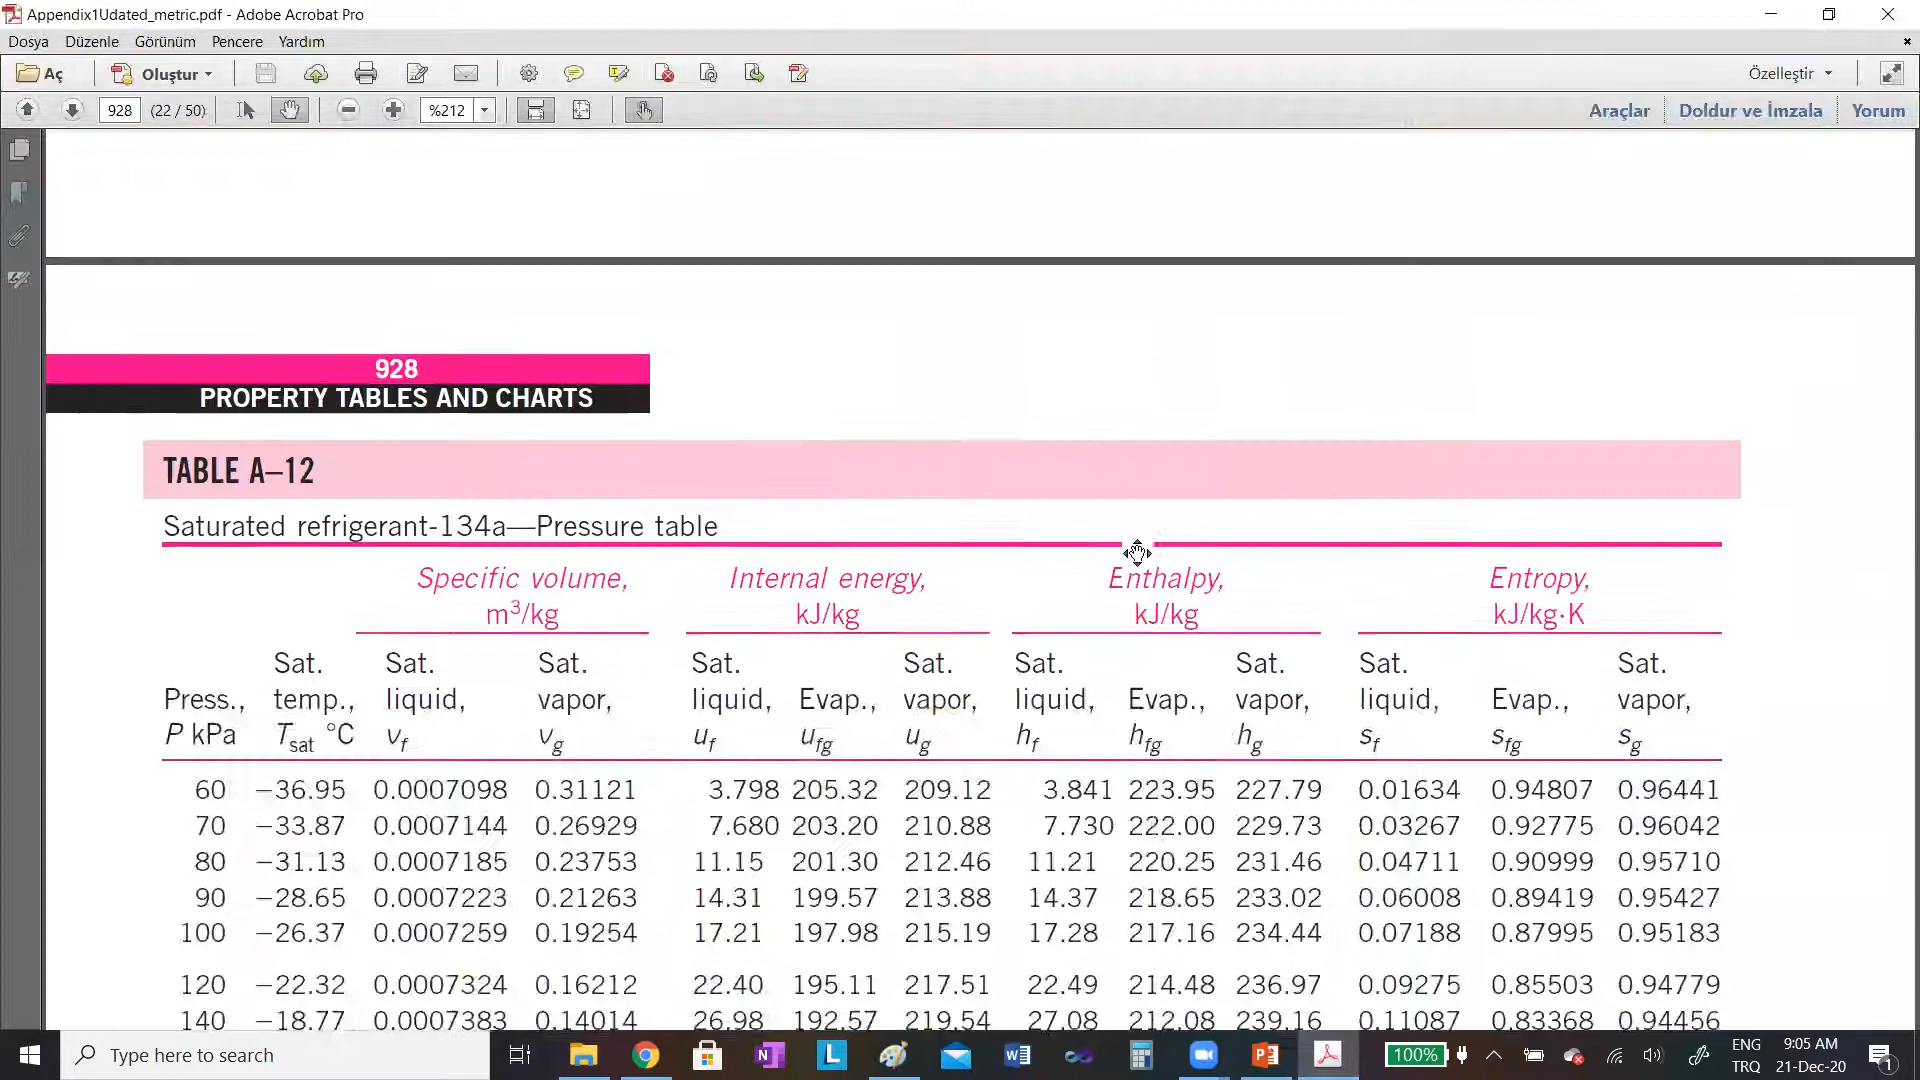 Appendix1Udated_metric.pdf - Adobe Acrobat Pro
Dosya Düzenle Görünüm Pencere Yardım
Aç Oluştur Özelleştir
928 (22 / 50) %212 Araçlar Doldur ve İmzala Yorum
928
PROPERTY TABLES AND CHARTS
TABLE A–12
Saturated refrigerant-134a—Pressure table
Specific volume, Internal energy, Enthalpy, Entropy,
m³/kg kJ/kg kJ/kg kJ/kg·K
Sat. Sat. Sat. Sat. Sat. Sat. Sat. Sat. Sat.
Press., temp., liquid, vapor, liquid, Evap., vapor, liquid, Evap., vapor, liquid, Evap., vapor,
P kPa Tsat °C vf vg uf ufg ug hf hfg hg sf sfg sg
60 −36.95 0.0007098 0.31121 3.798 205.32 209.12 3.841 223.95 227.79 0.01634 0.94807 0.96441
70 −33.87 0.0007144 0.26929 7.680 203.20 210.88 7.730 222.00 229.73 0.03267 0.92775 0.96042
80 −31.13 0.0007185 0.23753 11.15 201.30 212.46 11.21 220.25 231.46 0.04711 0.90999 0.95710
90 −28.65 0.0007223 0.21263 14.31 199.57 213.88 14.37 218.65 233.02 0.06008 0.89419 0.95427
100 −26.37 0.0007259 0.19254 17.21 197.98 215.19 17.28 217.16 234.44 0.07188 0.87995 0.95183
120 −22.32 0.0007324 0.16212 22.40 195.11 217.51 22.49 214.48 236.97 0.09275 0.85503 0.94779
140 −18.77 0.0007383 0.14014 26.98 192.57 219.54 27.08 212.08 239.16 0.11087 0.83368 0.94456
Type here to search 100% ENG 9:05 AM
TRQ 21-Dec-20 1